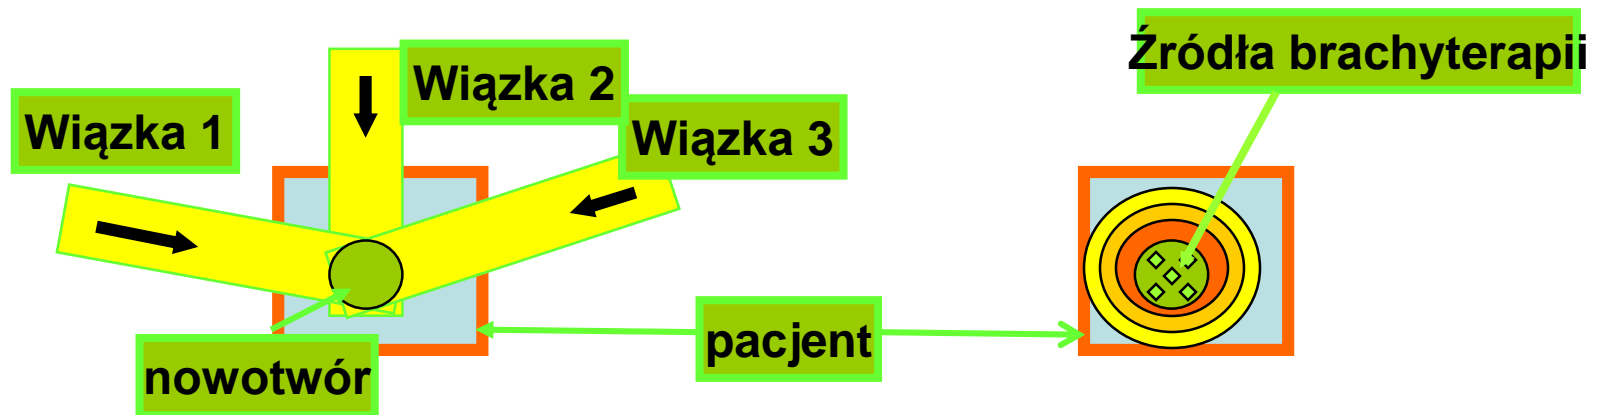 Wiązka 1
Wiązka 2
Wiązka 3
nowotwór
pacjent
Źródła brachyterapii